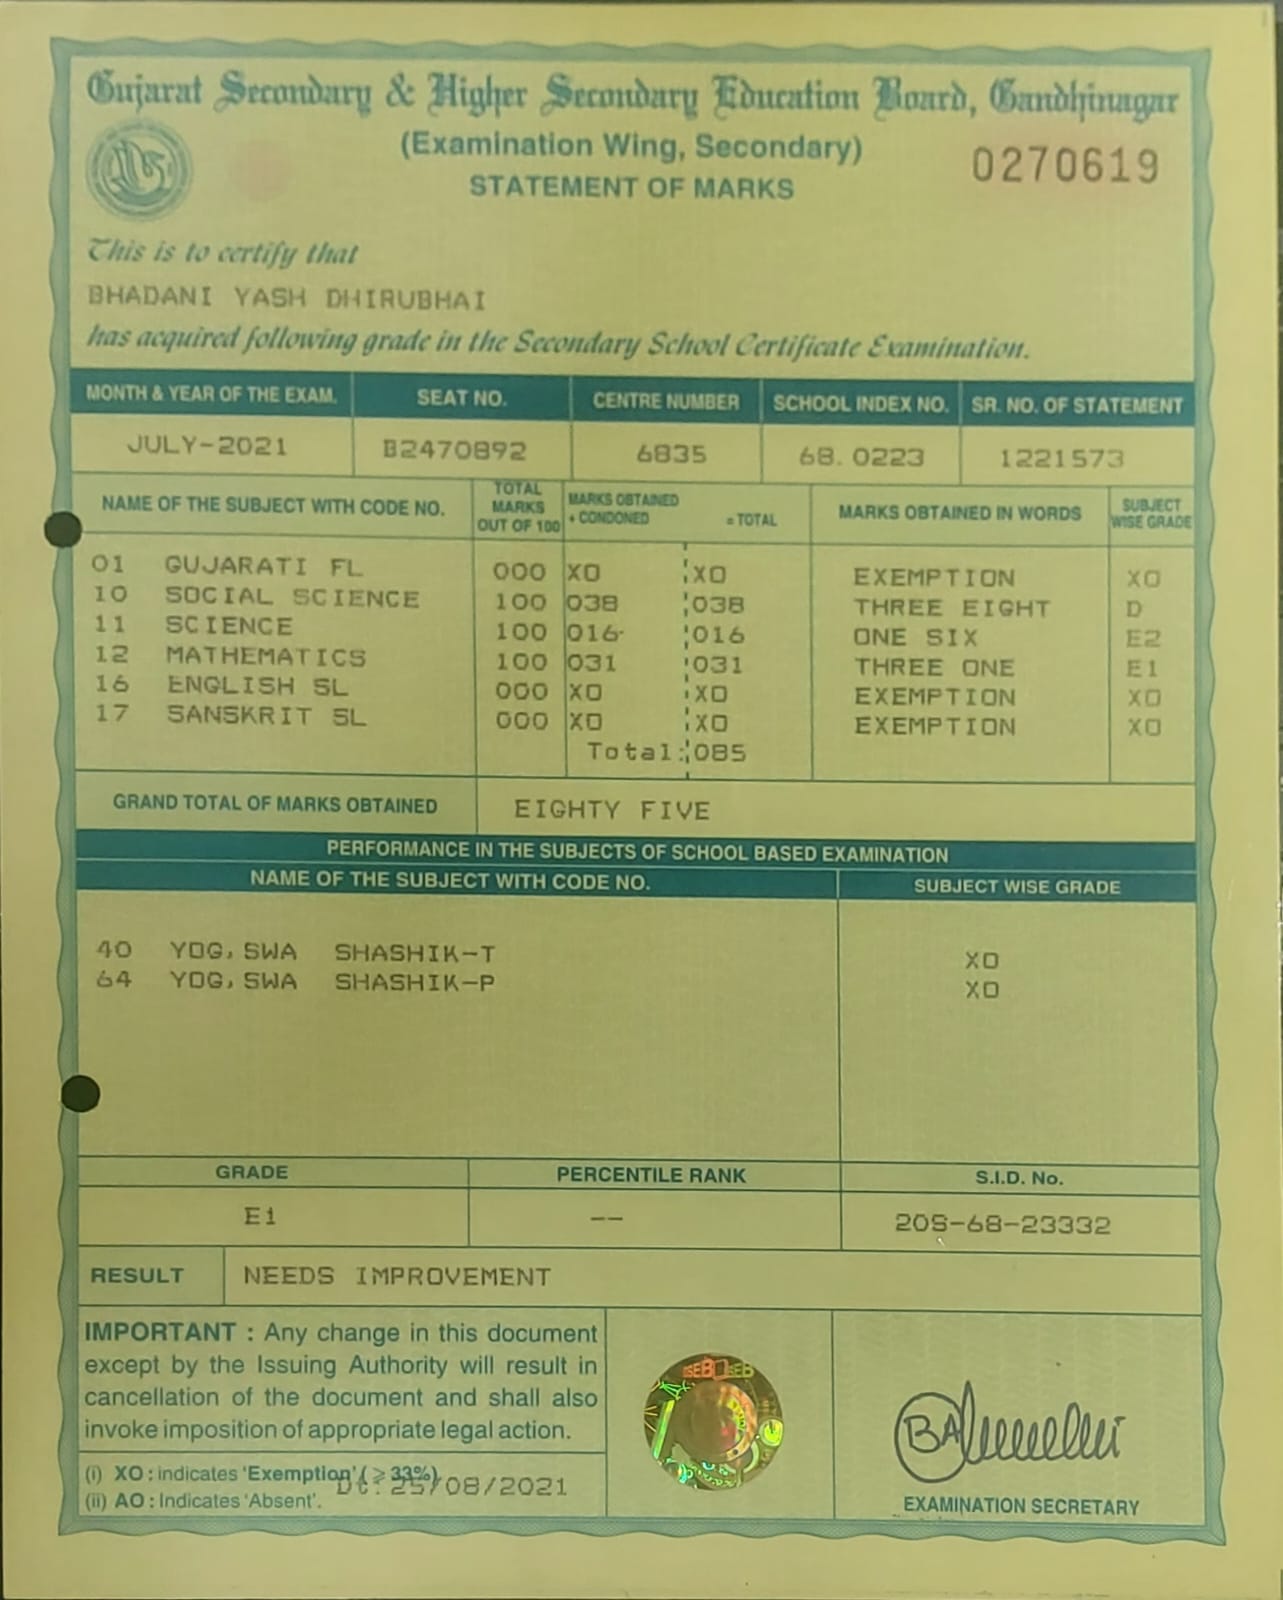 Gujarat Secondary & Higher Secondary Education Board, Gandhinagar
(Examination Wing, Secondary)
0270619
STATEMENT OF MARKS
This is to certify that
BHADANI YASH DHIRUBHAI
has acquired following grade in the Secondary School Certificate Examination.
MONTH & YEAR OF THE EXAM. SEAT NO. CENTRE NUMBER SCHOOL INDEX NO. SR. NO. OF STATEMENT
JULY-2021 B2470892 6835 68.0223 1221573
NAME OF THE SUBJECT WITH CODE NO. TOTAL MARKS OUT OF 100 MARKS OBTAINED + CONDONED = TOTAL MARKS OBTAINED IN WORDS SUBJECT WISE GRADE
01 GUJARATI FL 000 XO XO EXEMPTION XO
10 SOCIAL SCIENCE 100 038 038 THREE EIGHT D
11 SCIENCE 100 016 016 ONE SIX E2
12 MATHEMATICS 100 031 031 THREE ONE E1
16 ENGLISH SL 000 XO XO EXEMPTION XO
17 SANSKRIT SL 000 XO XO EXEMPTION XO
Total: 085
GRAND TOTAL OF MARKS OBTAINED EIGHTY FIVE
PERFORMANCE IN THE SUBJECTS OF SCHOOL BASED EXAMINATION
NAME OF THE SUBJECT WITH CODE NO. SUBJECT WISE GRADE
40 YOG, SWA SHASHIK-T XO
64 YOG, SWA SHASHIK-P XO
GRADE PERCENTILE RANK S.I.D. No.
E1 -- 20S-68-23332
RESULT NEEDS IMPROVEMENT
IMPORTANT : Any change in this document
except by the Issuing Authority will result in
cancellation of the document and shall also
invoke imposition of appropriate legal action.
(i) XO : indicates 'Exemption' ( ≥ 33%)
(ii) AO : Indicates 'Absent'.
Dt: 25/08/2021
EXAMINATION SECRETARY